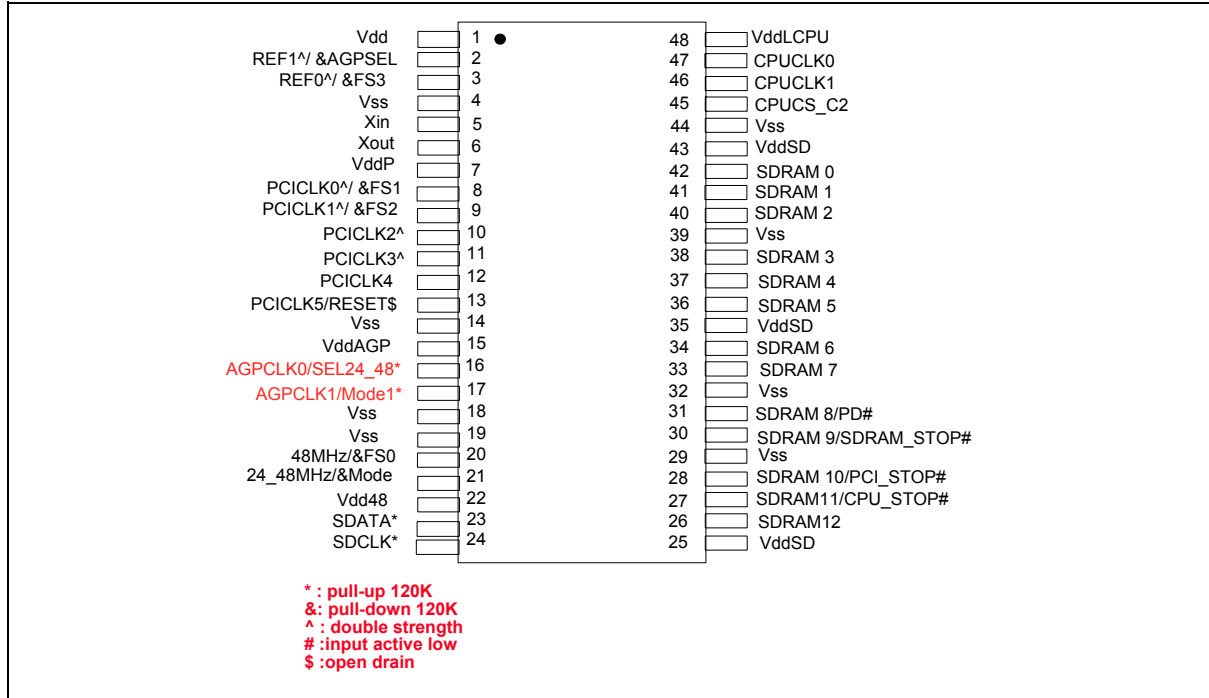 Vdd 1 48 VddLCPU
REF1^/ &AGPSEL 2 47 CPUCLK0
REF0^/ &FS3 3 46 CPUCLK1
Vss 4 45 CPUCS_C2
Xin 5 44 Vss
Xout 6 43 VddSD
VddP 7 42 SDRAM 0
PCICLK0^/ &FS1 8 41 SDRAM 1
PCICLK1^/ &FS2 9 40 SDRAM 2
PCICLK2^ 10 39 Vss
PCICLK3^ 11 38 SDRAM 3
PCICLK4 12 37 SDRAM 4
PCICLK5/RESET$ 13 36 SDRAM 5
Vss 14 35 VddSD
VddAGP 15 34 SDRAM 6
AGPCLK0/SEL24_48* 16 33 SDRAM 7
AGPCLK1/Mode1* 17 32 Vss
Vss 18 31 SDRAM 8/PD#
Vss 19 30 SDRAM 9/SDRAM_STOP#
48MHz/&FS0 20 29 Vss
24_48MHz/&Mode 21 28 SDRAM 10/PCI_STOP#
Vdd48 22 27 SDRAM11/CPU_STOP#
SDATA* 23 26 SDRAM12
SDCLK* 24 25 VddSD
* : pull-up 120K
&: pull-down 120K
^ : double strength
# :input active low
$ :open drain